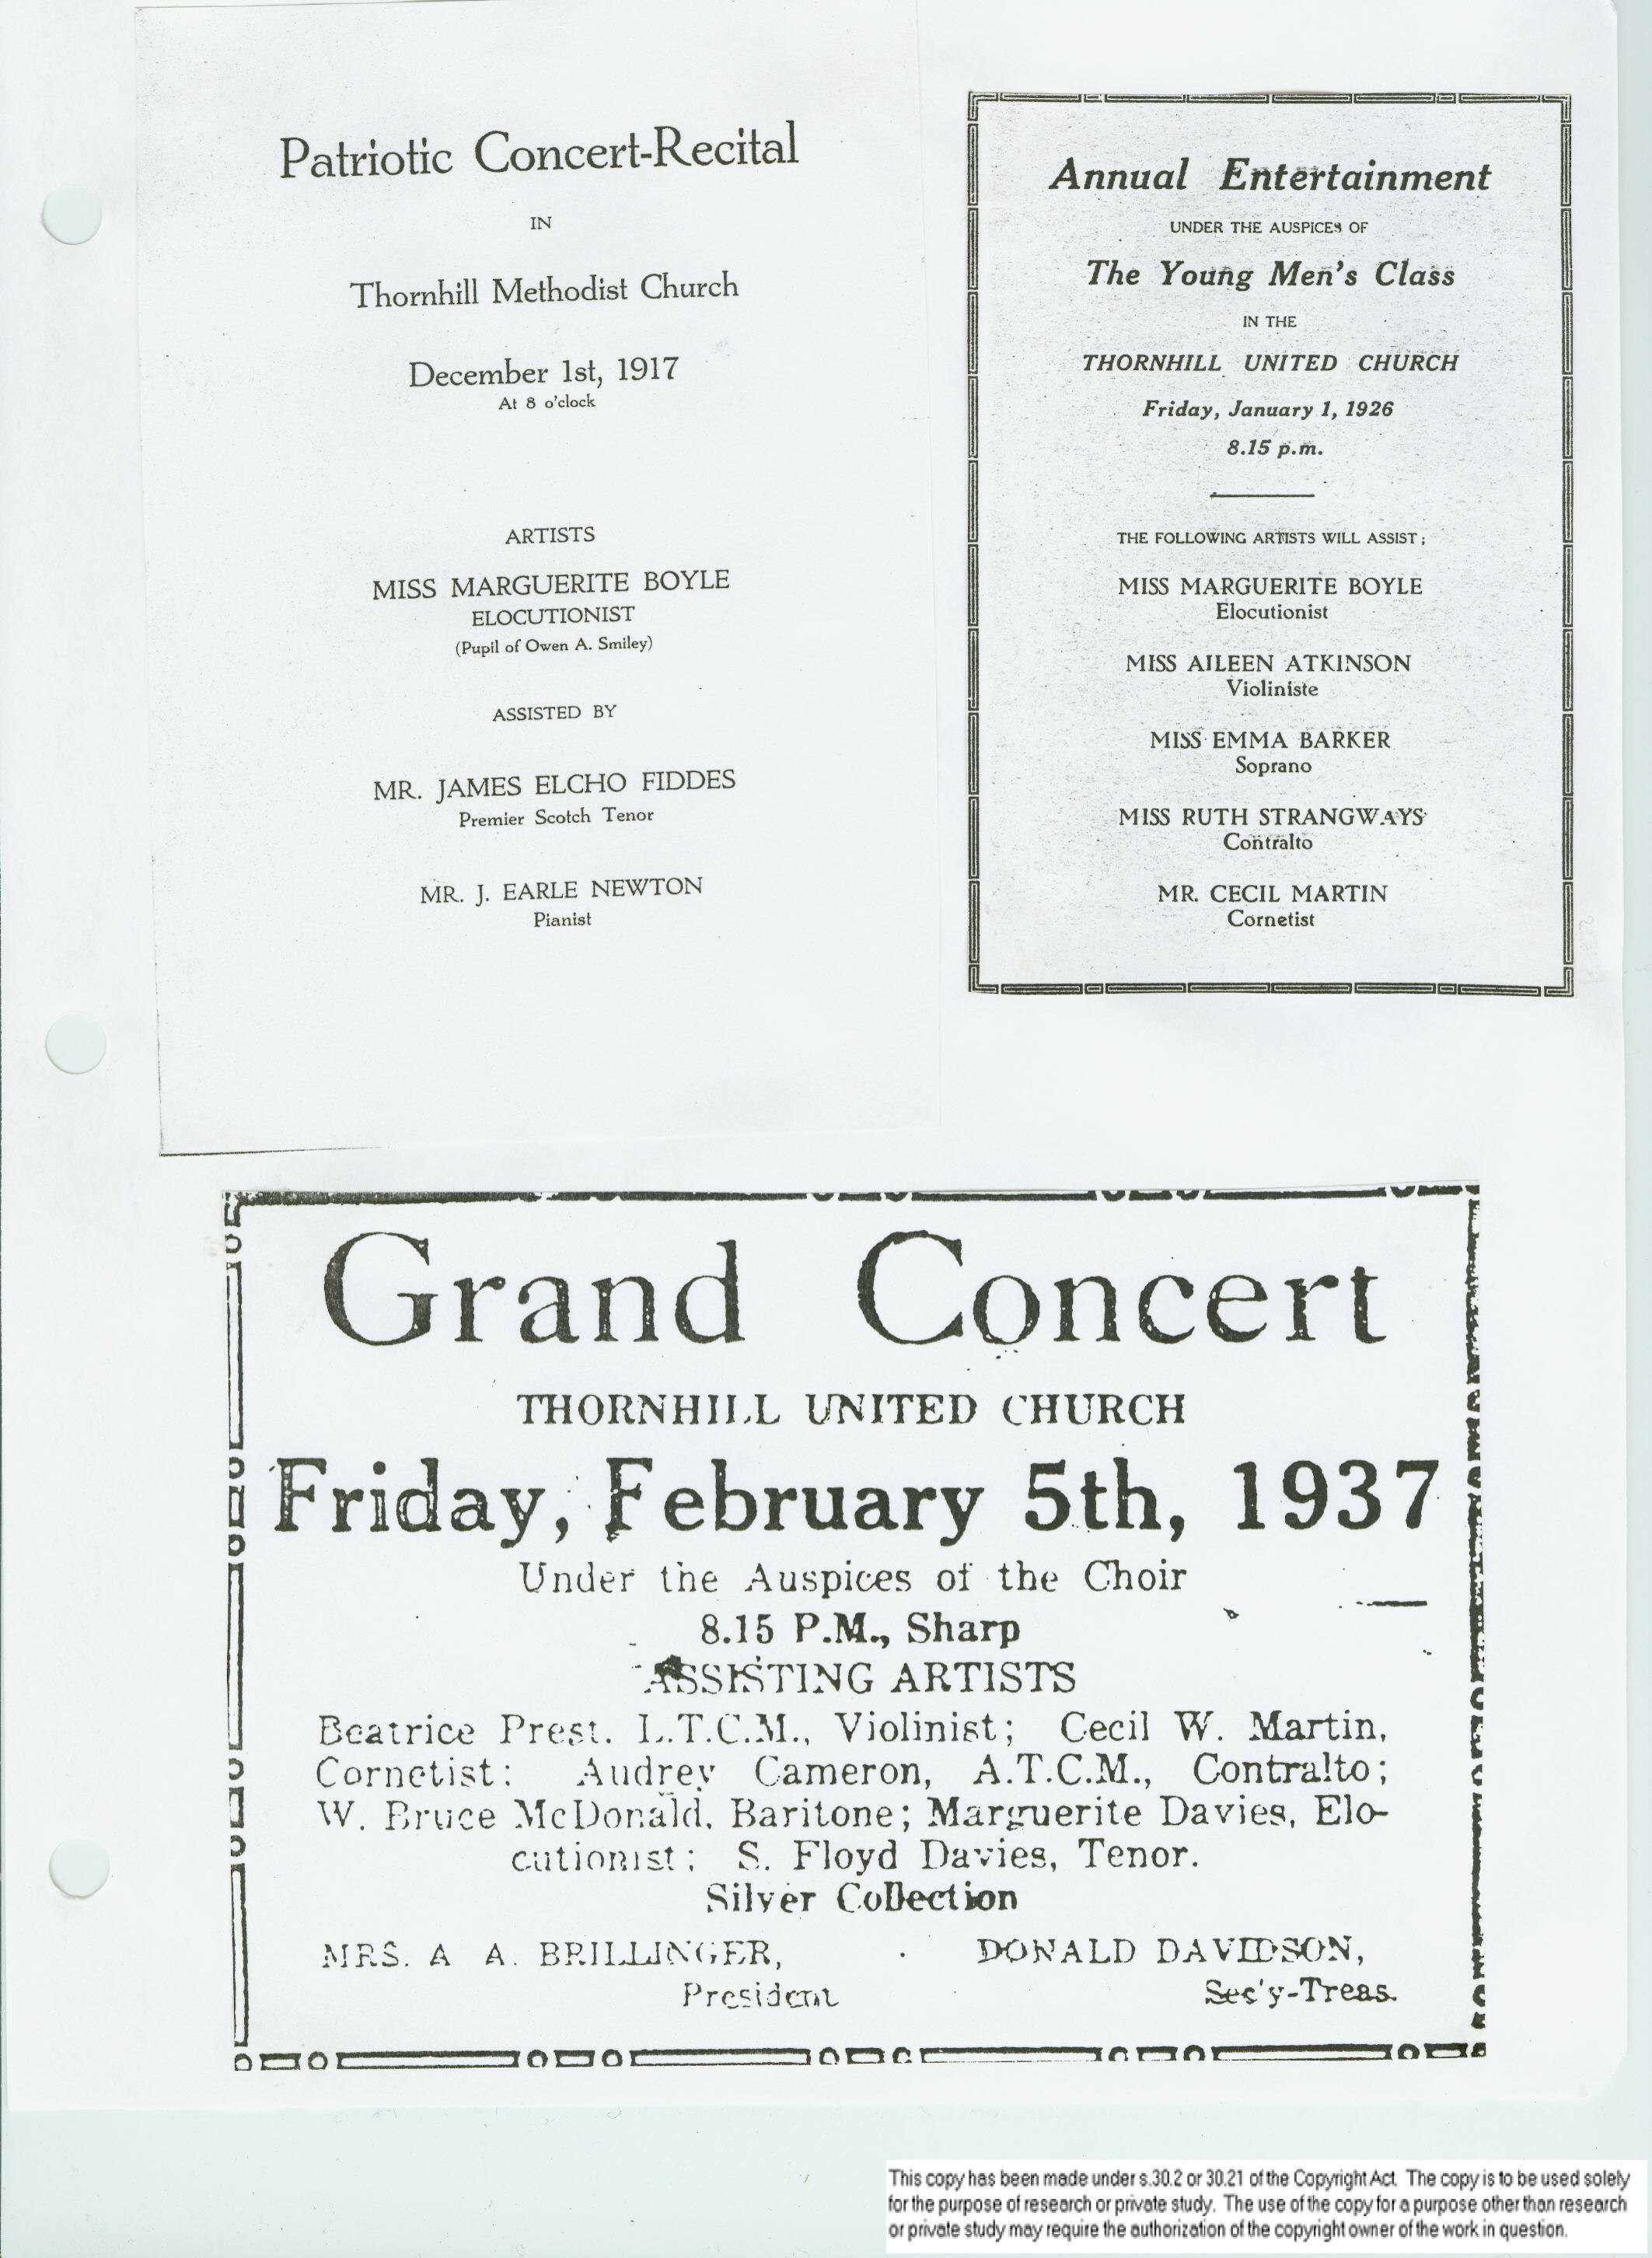 Patriotic Concert-Recital
IN
Thornhill Methodist Church
December 1st, 1917
At 8 o'clock
ARTISTS
MISS MARGUERITE BOYLE
ELOCUTIONIST
(Pupil of Owen A. Smiley)
ASSISTED BY
MR. JAMES ELCHO FIDDES
Premier Scotch Tenor
MR. J. EARLE NEWTON
Pianist
Annual Entertainment
UNDER THE AUSPICES OF
The Young Men's Class
IN THE
THORNHILL UNITED CHURCH
Friday, January 1, 1926
8.15 p.m.
THE FOLLOWING ARTISTS WILL ASSIST;
MISS MARGUERITE BOYLE
Elocutionist
MISS AILEEN ATKINSON
Violiniste
MISS EMMA BARKER
Soprano
MISS RUTH STRANGWAYS
Contralto
MR. CECIL MARTIN
Cornetist
Grand Concert
THORNHILL UNITED CHURCH
Friday, February 5th, 1937
Under the Auspices of the Choir
8.15 P.M., Sharp
ASSISTING ARTISTS
Beatrice Prest. L.T.C.M., Violinist; Cecil W. Martin,
Cornetist: Audrey Cameron, A.T.C.M., Contralto;
W. Bruce McDonald, Baritone; Marguerite Davies, Elo-
cutionist; S. Floyd Davies, Tenor.
Silver Collection
MRS. A A. BRILLINGER, DONALD DAVIDSON,
President Sec'y-Treas.
This copy has been made under s.30.2 or 30.21 of the Copyright Act. The copy is to be used solely
for the purpose of research or private study. The use of the copy for a purpose other than research
or private study may require the authorization of the copyright owner of the work in question.